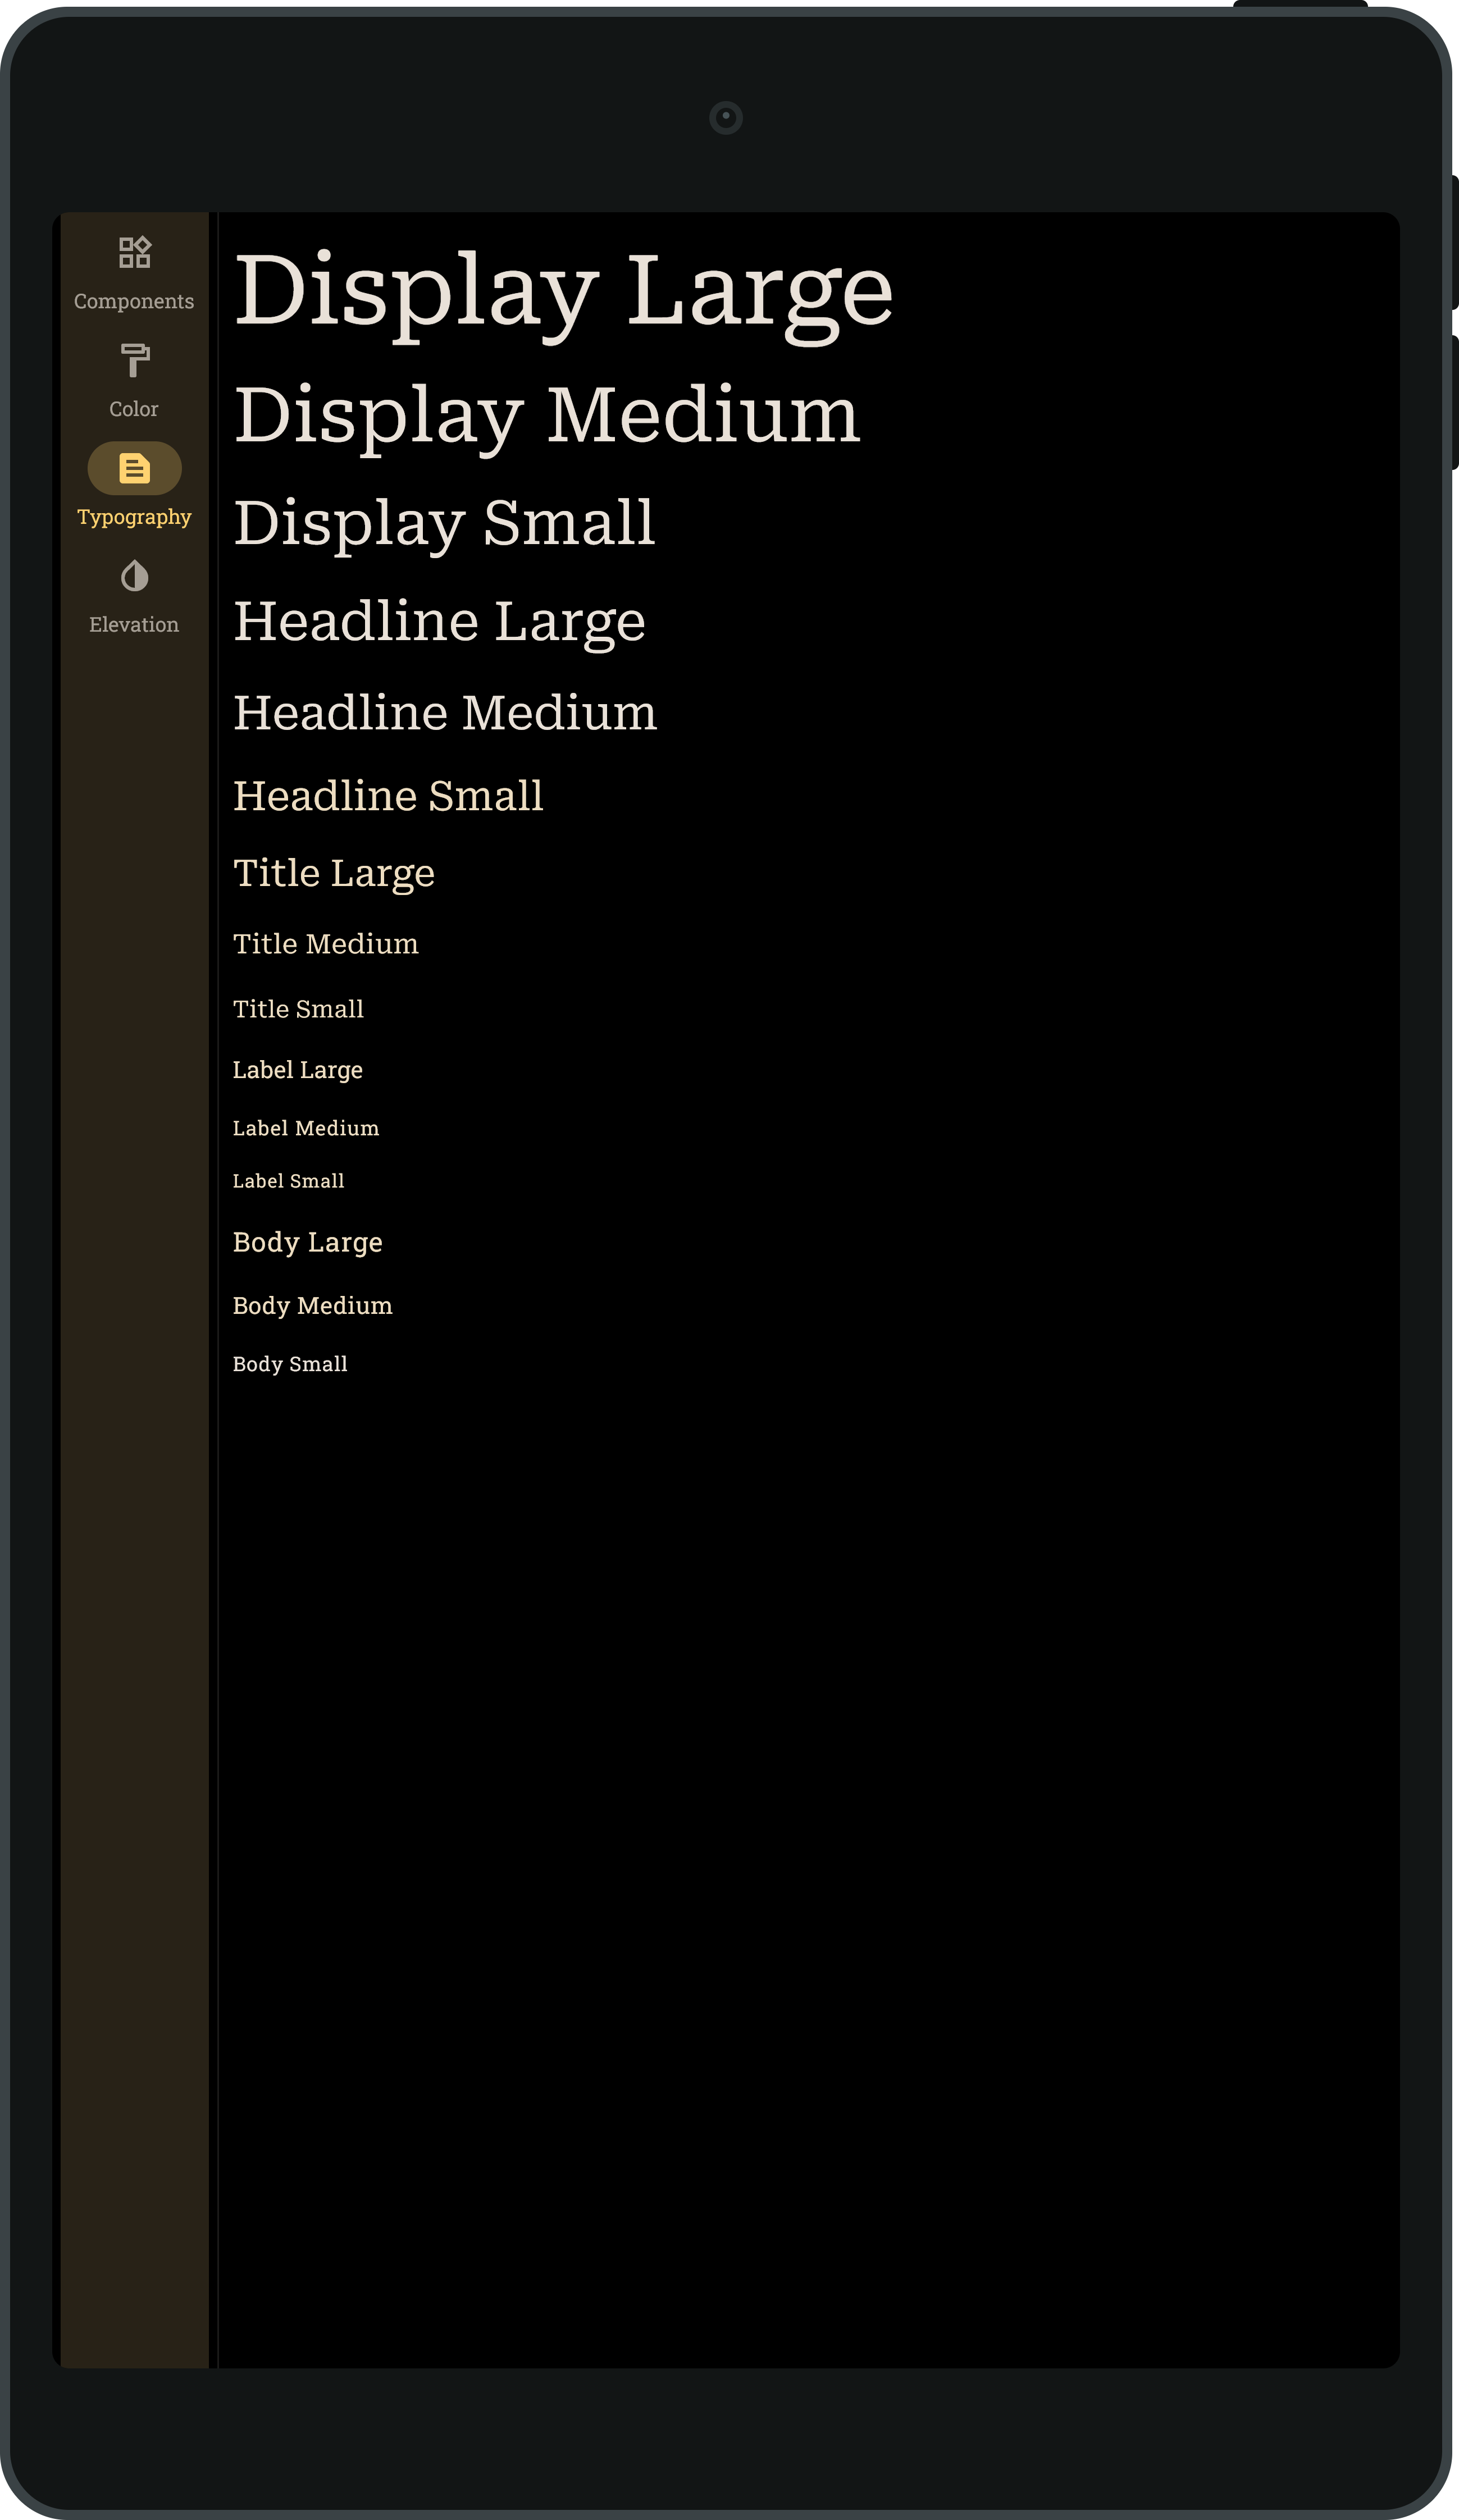 Components
Color
Typography
Elevation
Display Large
Display Medium
Display Small
Headline Large
Headline Medium
Headline Small
Title Large
Title Medium
Title Small
Label Large
Label Medium
Label Small
Body Large
Body Medium
Body Small